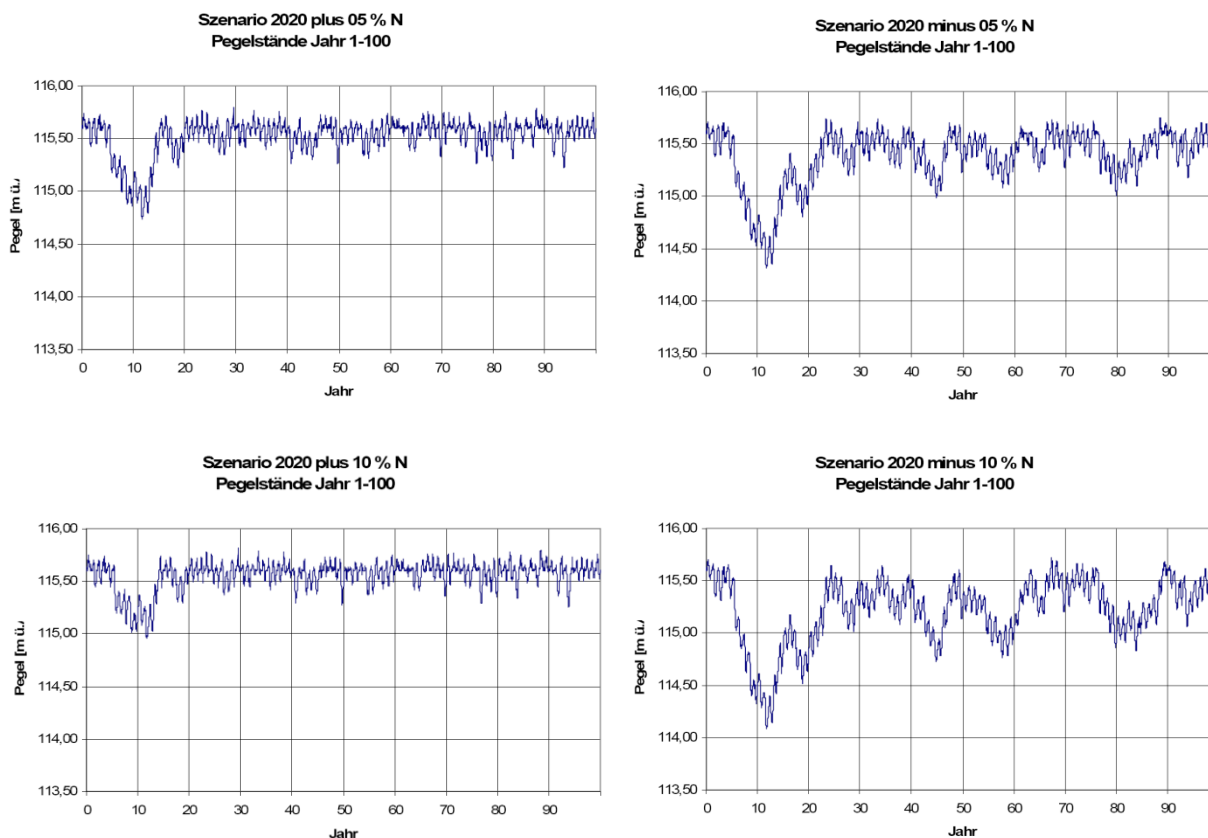 Szenario 2020 plus 05 % N
Pegelstände Jahr 1-100
116,00
115,50
115,00
114,50
114,00
113,50
Pegel [m ü.
0 10 20 30 40 50 60 70 80 90
Jahr
Szenario 2020 minus 05 % N
Pegelstände Jahr 1-100
116,00
115,50
115,00
114,50
114,00
113,50
Pegel [m ü.
0 10 20 30 40 50 60 70 80 90
Jahr
Szenario 2020 plus 10 % N
Pegelstände Jahr 1-100
116,00
115,50
115,00
114,50
114,00
113,50
Pegel [m ü.
0 10 20 30 40 50 60 70 80 90
Jahr
Szenario 2020 minus 10 % N
Pegelstände Jahr 1-100
116,00
115,50
115,00
114,50
114,00
113,50
Pegel [m ü.
0 10 20 30 40 50 60 70 80 90
Jahr